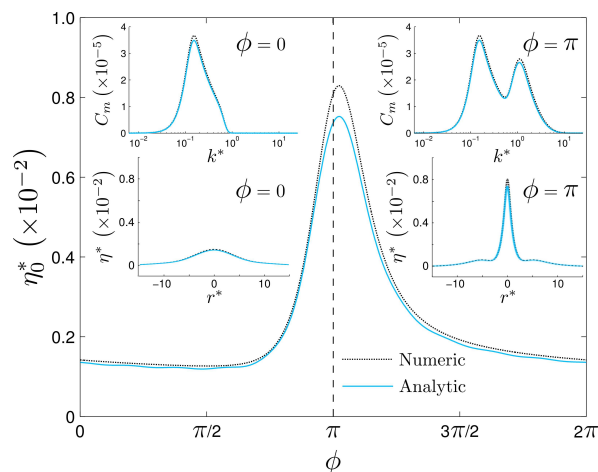 1.0
0.8
0.6
0.4
0.2
0
η₀* (×10⁻²)
0
π/2
π
3π/2
2π
ϕ
4
3
2
1
0
C_m (×10⁻⁵)
ϕ = 0
10⁻²
10⁻¹
10⁰
10¹
k*
4
3
2
1
0
C_m (×10⁻⁵)
ϕ = π
10⁻²
10⁻¹
10⁰
10¹
k*
0.8
0.4
0
η* (×10⁻²)
ϕ = 0
−10
0
10
r*
0.8
0.4
0
η* (×10⁻²)
ϕ = π
−10
0
10
r*
Numeric
Analytic